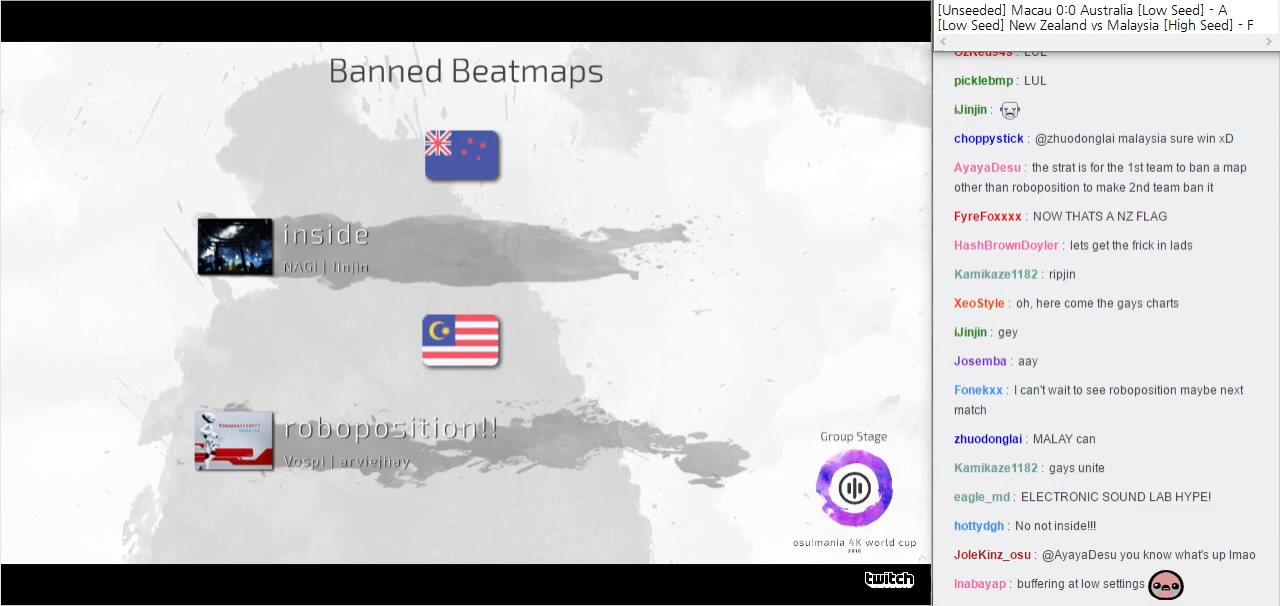 Banned Beatmaps
inside
NAGI | Jinjin
roboposition!!
Vospi | arviejhay
Group Stage
osu!mania 4K world cup
2016
twitch
[Unseeded] Macau 0:0 Australia [Low Seed] - A
[Low Seed] New Zealand vs Malaysia [High Seed] - F
OzRed94s : LUL
picklebmp : LUL
iJinjin :
choppystick : @zhuodonglai malaysia sure win xD
AyayaDesu : the strat is for the 1st team to ban a map
other than roboposition to make 2nd team ban it
FyreFoxxxx : NOW THATS A NZ FLAG
HashBrownDoyler : lets get the frick in lads
Kamikaze1182 : ripjin
XeoStyle : oh, here come the gays charts
iJinjin : gey
Josemba : aay
Fonekxx : I can't wait to see roboposition maybe next
match
zhuodonglai : MALAY can
Kamikaze1182 : gays unite
eagle_md : ELECTRONIC SOUND LAB HYPE!
hottydgh : No not inside!!!
JoleKinz_osu : @AyayaDesu you know what's up lmao
Inabayap : buffering at low settings